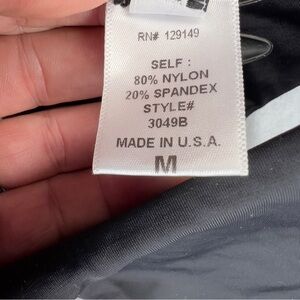 RN# 129149
SELF :
80% NYLON
20% SPANDEX
STYLE#
3049B
MADE IN U.S.A.
M